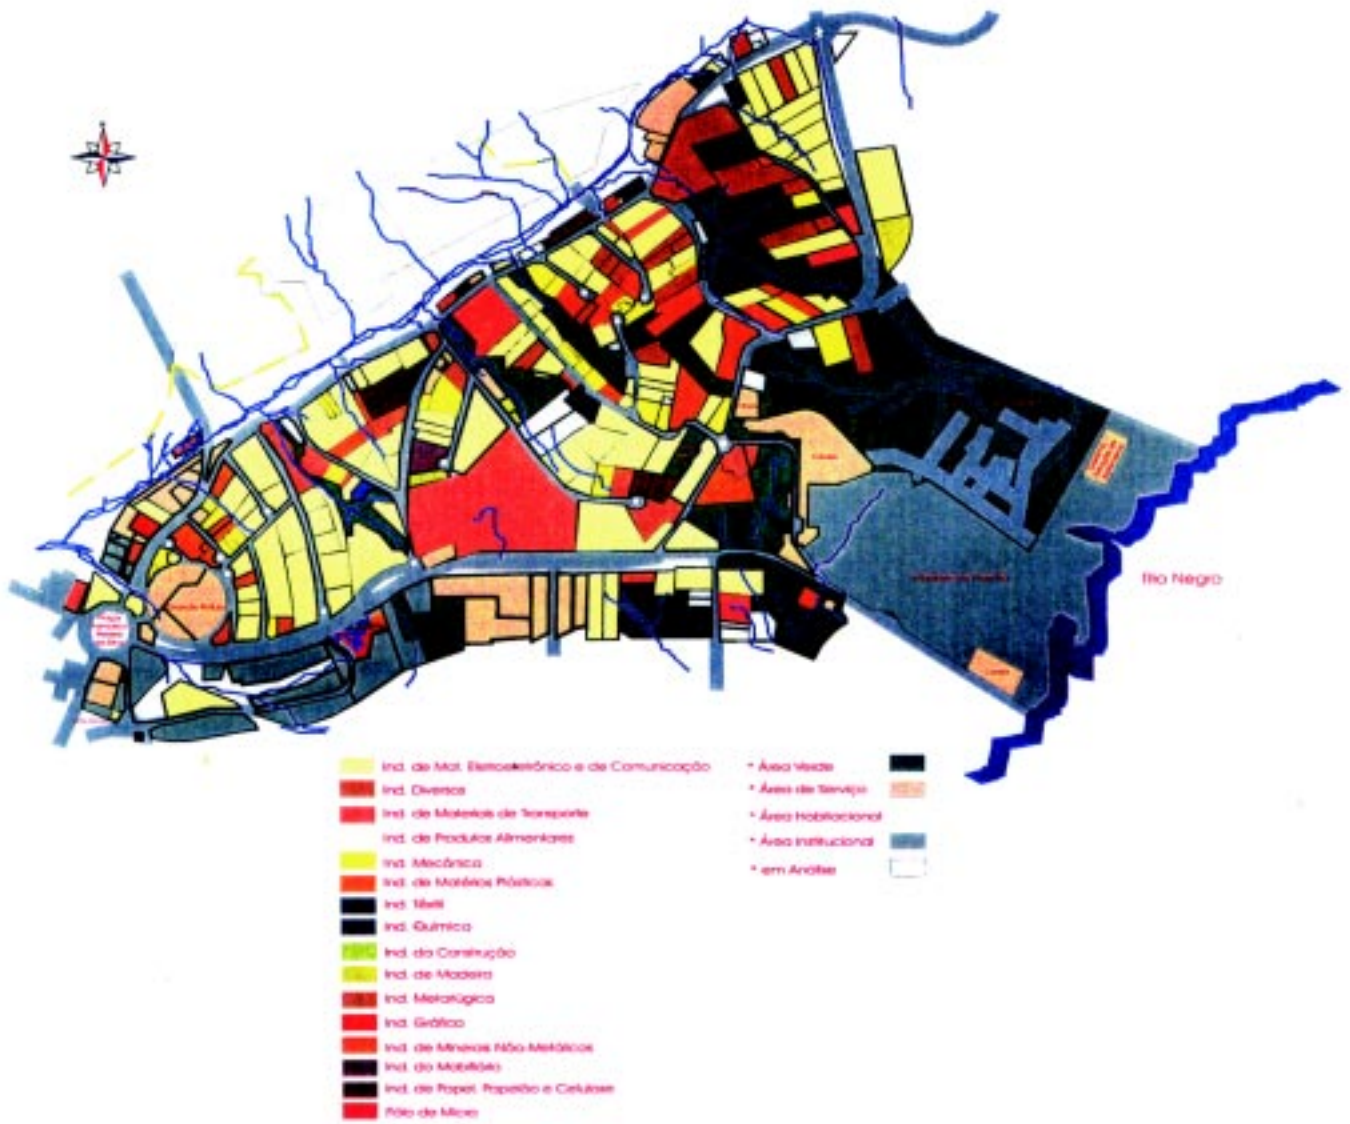 Rio Negro
Ind. de Mat. Eletroeletrônico e de Comunicação
Ind. Diversas
Ind. de Materiais de Transporte
Ind. de Produtos Alimentares
Ind. Mecânica
Ind. de Matérias Plásticas
Ind. Têxtil
Ind. Química
Ind. da Construção
Ind. de Madeira
Ind. Metalúgica
Ind. Gráfica
Ind. de Minerais Não Metálicos
Ind. do Mobiliário
Ind. de Papel, Papelão e Celulose
Pólo de Micro
* Área Verde
* Área de Serviço
* Área Habitacional
* Área Institucional
* em Análise